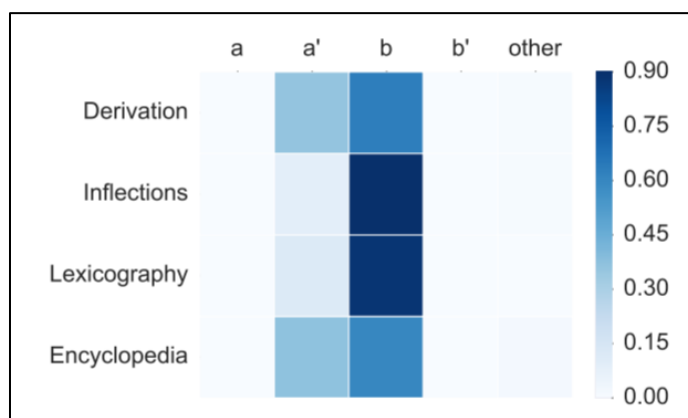 a a' b b' other
Derivation
Inflections
Lexicography
Encyclopedia
0.90
0.75
0.60
0.45
0.30
0.15
0.00